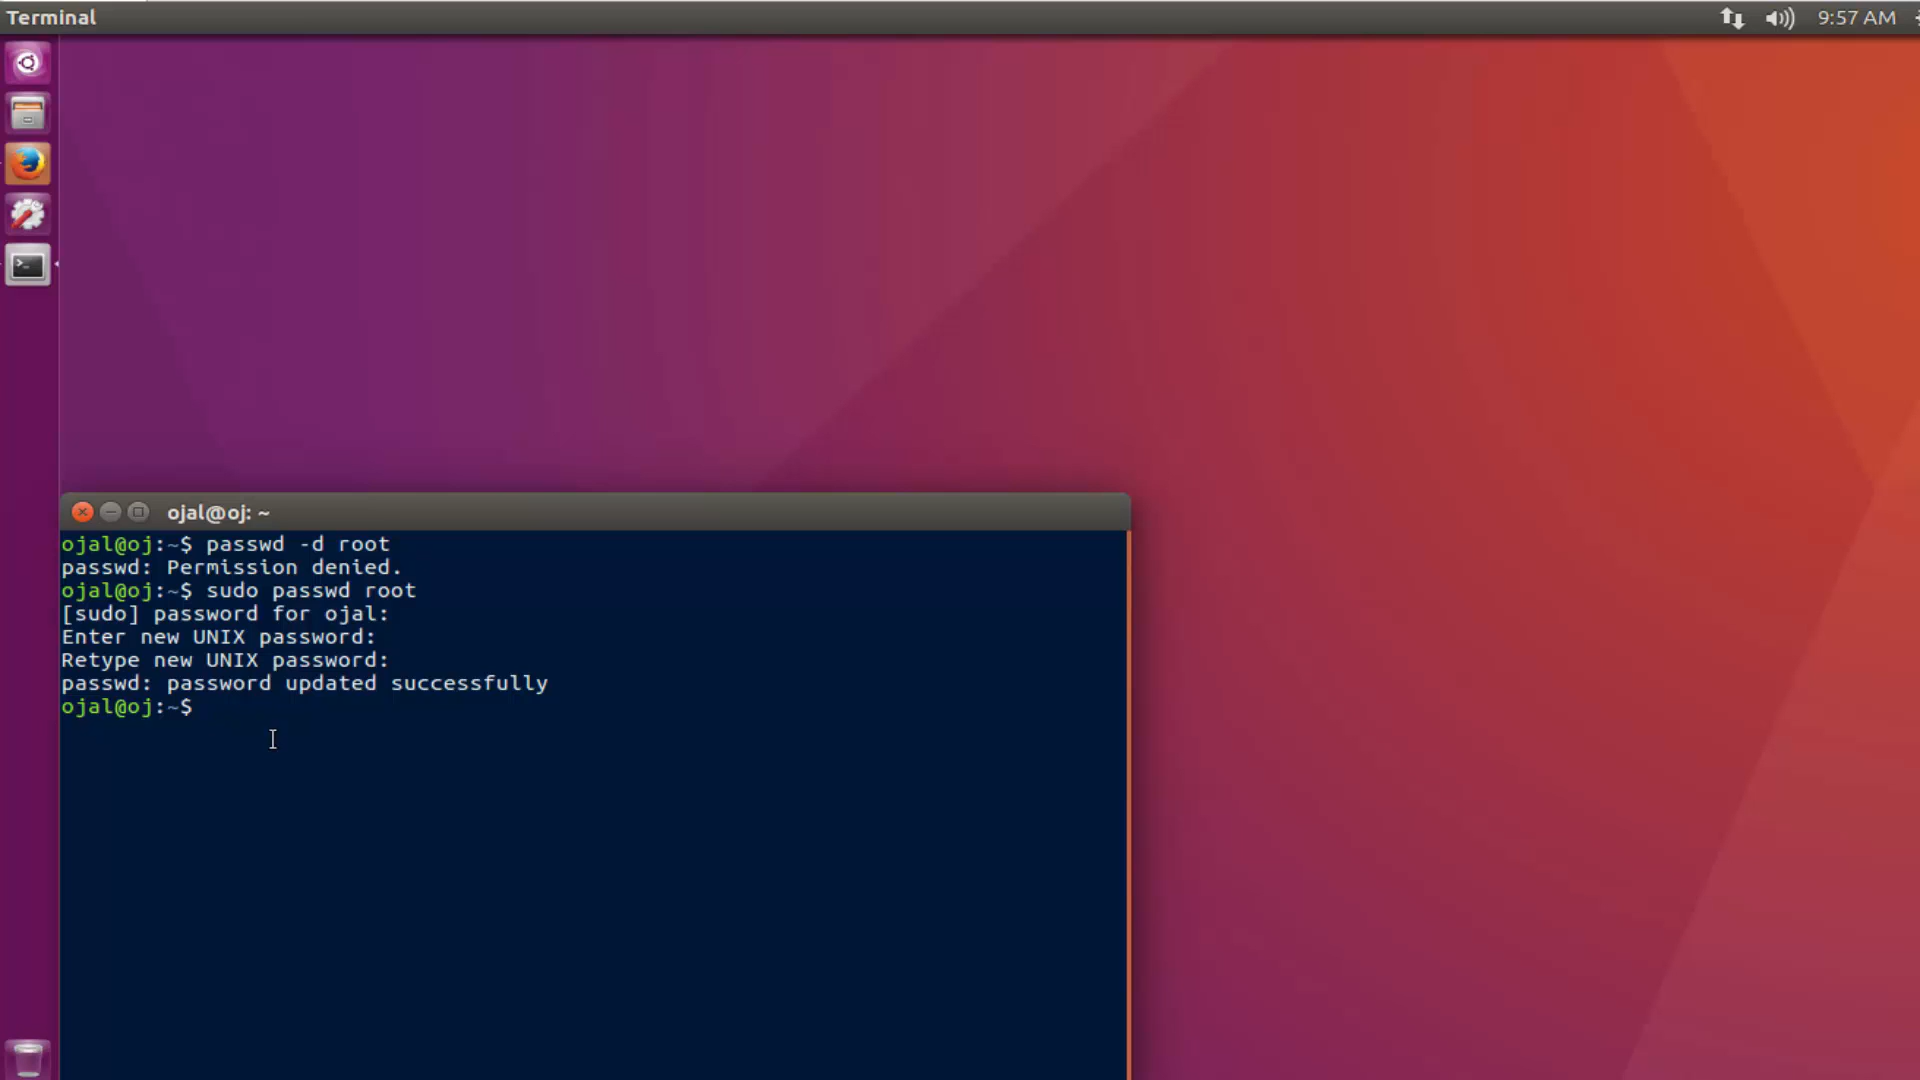 Terminal
9:57 AM
ojal@oj: ~
ojal@oj:~$ passwd -d root
passwd: Permission denied.
ojal@oj:~$ sudo passwd root
[sudo] password for ojal:
Enter new UNIX password:
Retype new UNIX password:
passwd: password updated successfully
ojal@oj:~$